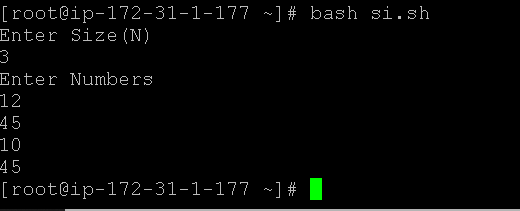 [root@ip-172-31-1-177 ~]# bash si.sh
Enter Size(N)
3
Enter Numbers
12
45
10
45
[root@ip-172-31-1-177 ~]#